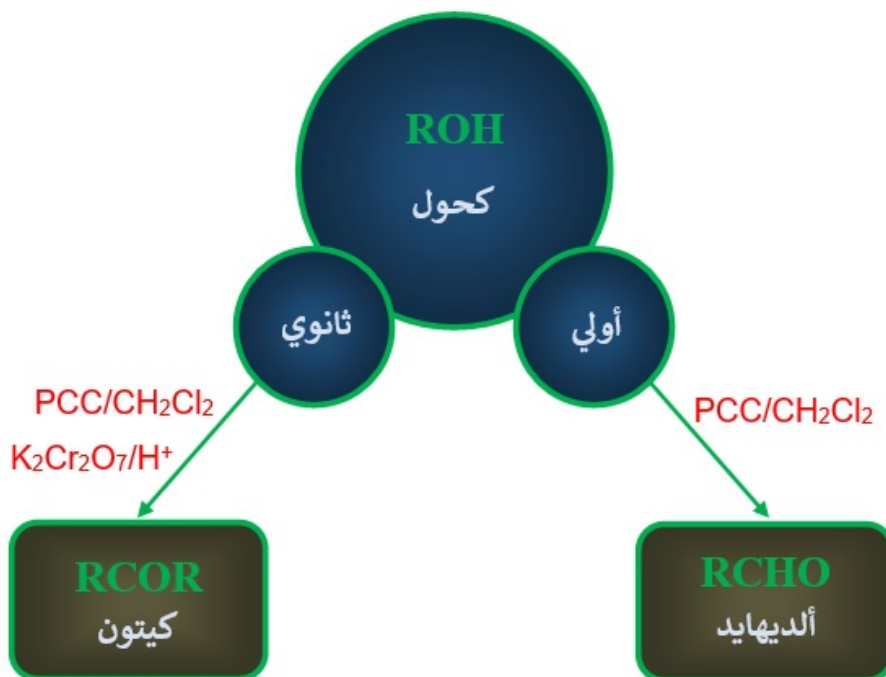 ROH
كحول
أولي
ثانوي
PCC/CH₂Cl₂
PCC/CH₂Cl₂
K₂Cr₂O₇/H⁺
RCHO
ألديهايد
RCOR
كيتون